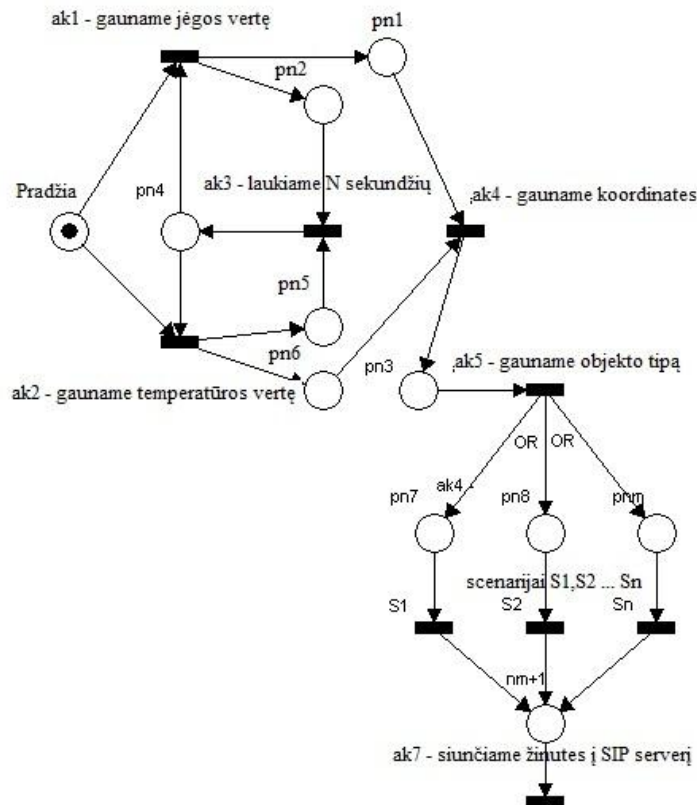 ak1 - gauname jėgos vertę
pn1
pn2
Pradžia
pn4
ak3 - laukiame N sekundžių
ak4 - gauname koordinates
pn5
pn6
pn3
ak5 - gauname objekto tipą
ak2 - gauname temperatūros vertę
OR OR
ak4
pn7
pn8
pnm
scenarijai S1,S2 ... Sn
S1
S2
Sn
nm+1
ak7 - siunčiame žinutes į SIP serverį